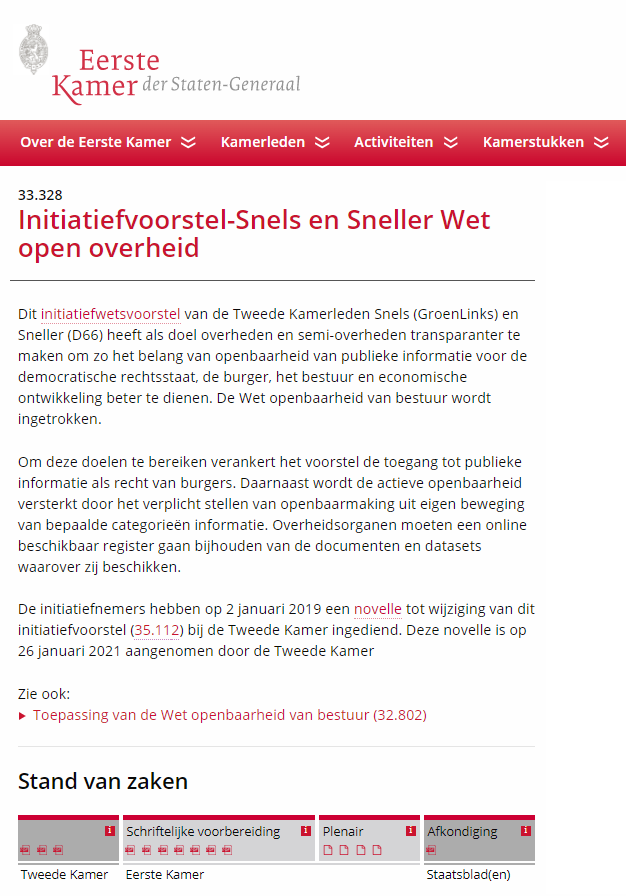 Eerste
Kamer der Staten-Generaal
Over de Eerste Kamer Kamerleden Activiteiten Kamerstukken
33.328
Initiatiefvoorstel-Snels en Sneller Wet
open overheid
Dit initiatiefwetsvoorstel van de Tweede Kamerleden Snels (GroenLinks) en
Sneller (D66) heeft als doel overheden en semi-overheden transparanter te
maken om zo het belang van openbaarheid van publieke informatie voor de
democratische rechtsstaat, de burger, het bestuur en economische
ontwikkeling beter te dienen. De Wet openbaarheid van bestuur wordt
ingetrokken.
Om deze doelen te bereiken verankert het voorstel de toegang tot publieke
informatie als recht van burgers. Daarnaast wordt de actieve openbaarheid
versterkt door het verplicht stellen van openbaarmaking uit eigen beweging
van bepaalde categorieën informatie. Overheidsorganen moeten een online
beschikbaar register gaan bijhouden van de documenten en datasets
waarover zij beschikken.
De initiatiefnemers hebben op 2 januari 2019 een novelle tot wijziging van dit
initiatiefvoorstel (35.112) bij de Tweede Kamer ingediend. Deze novelle is op
26 januari 2021 aangenomen door de Tweede Kamer
Zie ook:
Toepassing van de Wet openbaarheid van bestuur (32.802)
Stand van zaken
Schriftelijke voorbereiding Plenair Afkondiging
Tweede Kamer Eerste Kamer Staatsblad(en)